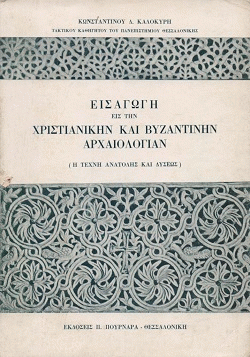 ΚΩΝΣΤΑΝΤΙΝΟΥ Δ. ΚΑΛΟΚΥΡΗ
ΤΑΚΤΙΚΟΥ ΚΑΘΗΓΗΤΟΥ ΤΟΥ ΠΑΝΕΠΙΣΤΗΜΙΟΥ ΘΕΣΣΑΛΟΝΙΚΗΣ
ΕΙΣΑΓΩΓΗ
ΕΙΣ ΤΗΝ
ΧΡΙΣΤΙΑΝΙΚΗΝ ΚΑΙ ΒΥΖΑΝΤΙΝΗΝ
ΑΡΧΑΙΟΛΟΓΙΑΝ
( Η ΤΕΧΝΗ ΑΝΑΤΟΛΗΣ ΚΑΙ ΔΥΣΕΩΣ )
ΕΚΔΟΣΕΙΣ Π. ΠΟΥΡΝΑΡΑ - ΘΕΣΣΑΛΟΝΙΚΗ